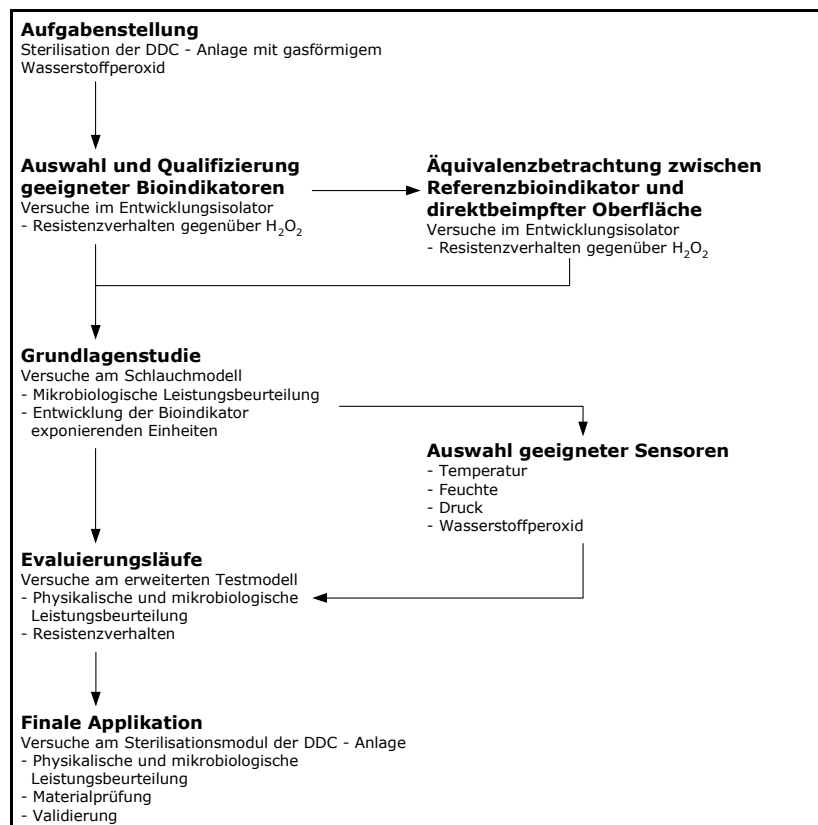 Aufgabenstellung
Sterilisation der DDC - Anlage mit gasförmigem
Wasserstoffperoxid
Auswahl und Qualifizierung
geeigneter Bioindikatoren
Versuche im Entwicklungsisolator
- Resistenzverhalten gegenüber H₂O₂
Äquivalenzbetrachtung zwischen
Referenzbioindikator und
direktbeimpfter Oberfläche
Versuche im Entwicklungsisolator
- Resistenzverhalten gegenüber H₂O₂
Grundlagenstudie
Versuche am Schlauchmodell
- Mikrobiologische Leistungsbeurteilung
- Entwicklung der Bioindikator
exponierenden Einheiten
Auswahl geeigneter Sensoren
- Temperatur
- Feuchte
- Druck
- Wasserstoffperoxid
Evaluierungsläufe
Versuche am erweiterten Testmodell
- Physikalische und mikrobiologische
Leistungsbeurteilung
- Resistenzverhalten
Finale Applikation
Versuche am Sterilisationsmodul der DDC - Anlage
- Physikalische und mikrobiologische
Leistungsbeurteilung
- Materialprüfung
- Validierung